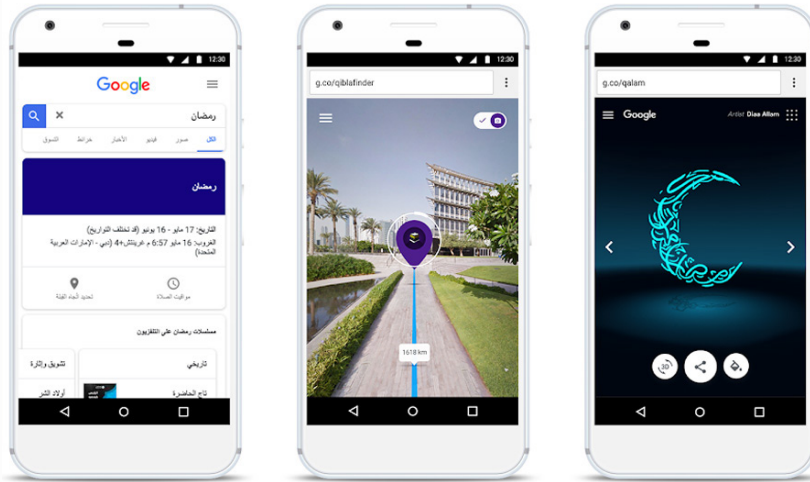 12:30
Google
رمضان
الكل صور فيديو الأخبار خرائط التسوق
رمضان
التاريخ: 17 مايو - 16 يونيو (قد تختلف التواريخ)
الغروب: 16 مايو 6:57 م غرينتش+4 (دبي - الإمارات العربية
المتحدة)
مواقيت الصلاة تحديد اتجاه القبلة
مسلسلات رمضان على التلفزيون
تاريخي تشويق وإثارة
تاج الحاضرة أولاد الشر
12:30
g.co/qiblafinder
1618 km
12:30
g.co/qalam
Google Artist Diaa Allam
3D